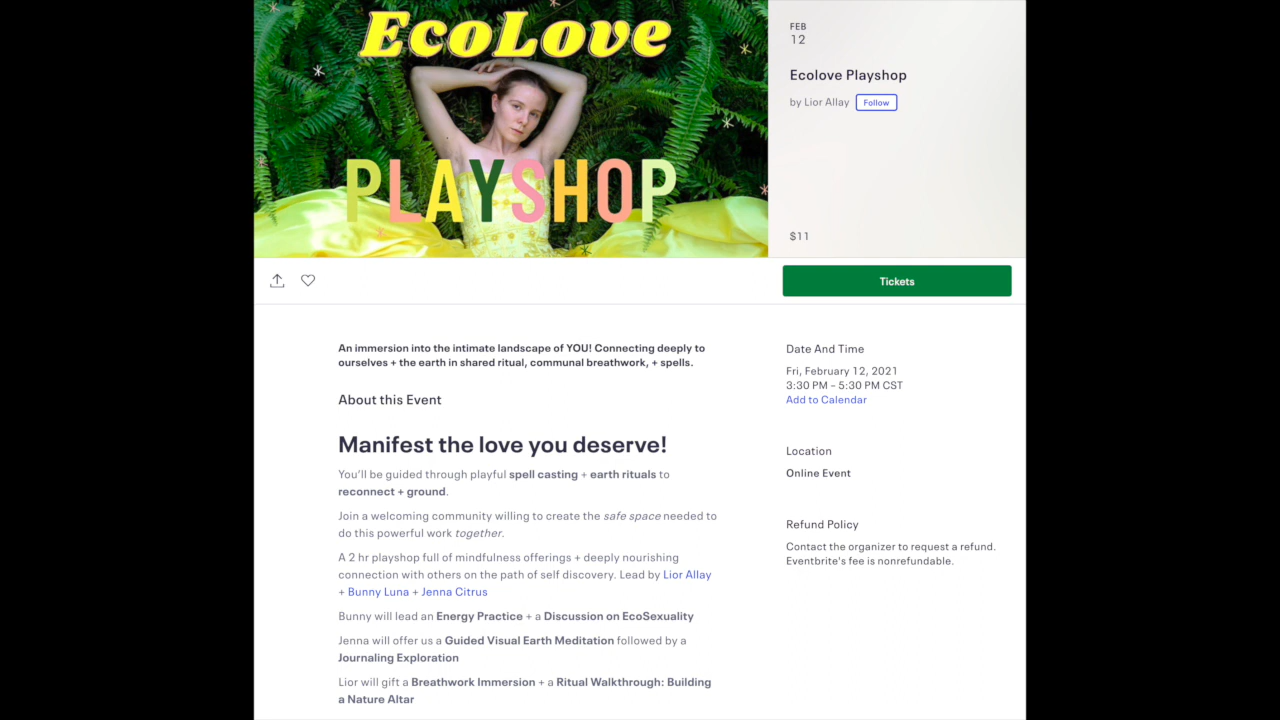 EcoLove
PLAYSHOP
FEB
12
Ecolove Playshop
by Lior Allay Follow
$11
Tickets
An immersion into the intimate landscape of YOU! Connecting deeply to
ourselves + the earth in shared ritual, communal breathwork, + spells.
About this Event
Manifest the love you deserve!
You’ll be guided through playful spell casting + earth rituals to
reconnect + ground.
Join a welcoming community willing to create the safe space needed to
do this powerful work together.
A 2 hr playshop full of mindfulness offerings + deeply nourishing
connection with others on the path of self discovery. Lead by Lior Allay
+ Bunny Luna + Jenna Citrus
Bunny will lead an Energy Practice + a Discussion on EcoSexuality
Jenna will offer us a Guided Visual Earth Meditation followed by a
Journaling Exploration
Lior will gift a Breathwork Immersion + a Ritual Walkthrough: Building
a Nature Altar
Date And Time
Fri, February 12, 2021
3:30 PM – 5:30 PM CST
Add to Calendar
Location
Online Event
Refund Policy
Contact the organizer to request a refund.
Eventbrite's fee is nonrefundable.